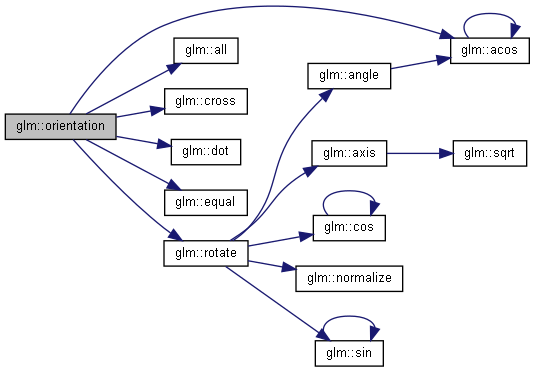 glm::orientation
glm::all
glm::cross
glm::dot
glm::equal
glm::rotate
glm::angle
glm::axis
glm::cos
glm::normalize
glm::sin
glm::acos
glm::sqrt